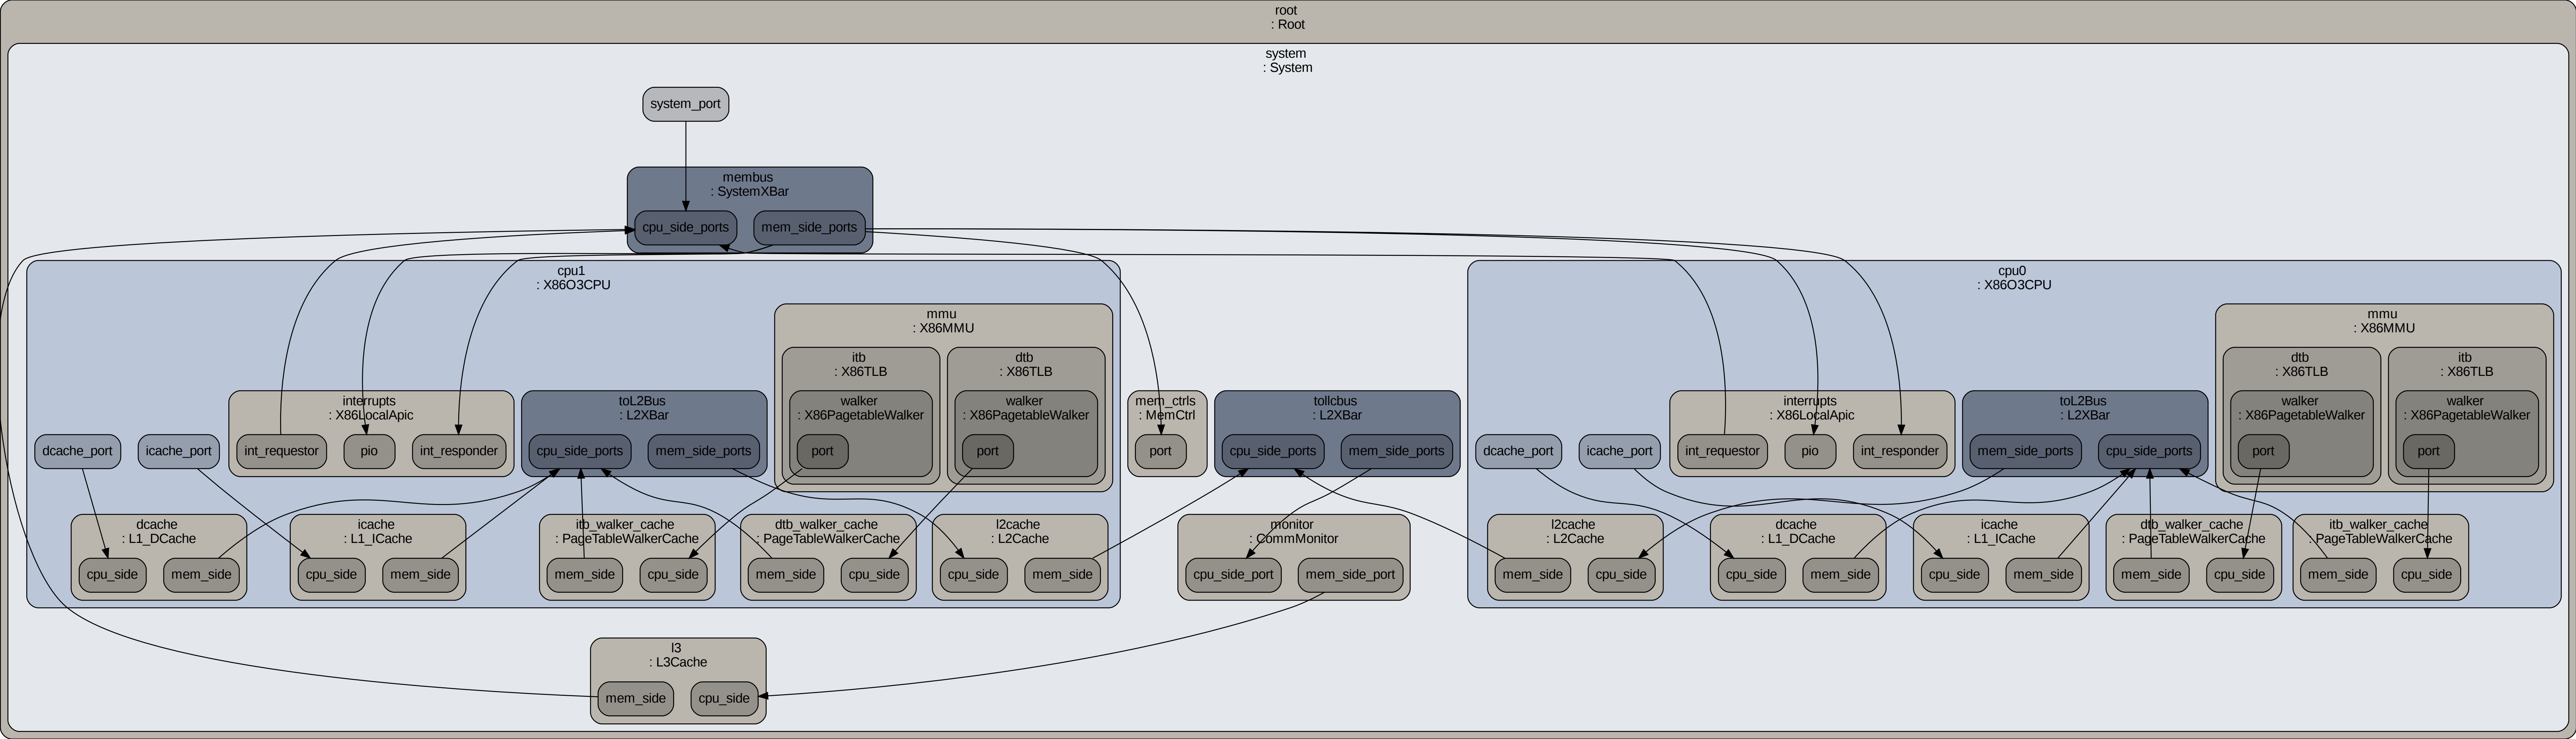 root
: Root
system
: System
system_port
membus
: SystemXBar
cpu_side_ports
mem_side_ports
cpu1
: X86O3CPU
mmu
: X86MMU
itb
: X86TLB
walker
: X86PagetableWalker
port
dtb
: X86TLB
walker
: X86PagetableWalker
port
interrupts
: X86LocalApic
int_requestor
pio
int_responder
toL2Bus
: L2XBar
cpu_side_ports
mem_side_ports
dcache_port
icache_port
dcache
: L1_DCache
cpu_side
mem_side
icache
: L1_ICache
cpu_side
mem_side
itb_walker_cache
: PageTableWalkerCache
mem_side
cpu_side
dtb_walker_cache
: PageTableWalkerCache
mem_side
cpu_side
l2cache
: L2Cache
cpu_side
mem_side
mem_ctrls
: MemCtrl
port
tollcbus
: L2XBar
cpu_side_ports
mem_side_ports
monitor
: CommMonitor
cpu_side_port
mem_side_port
cpu0
: X86O3CPU
mmu
: X86MMU
dtb
: X86TLB
walker
: X86PagetableWalker
port
itb
: X86TLB
walker
: X86PagetableWalker
port
dcache_port
icache_port
interrupts
: X86LocalApic
int_requestor
pio
int_responder
toL2Bus
: L2XBar
mem_side_ports
cpu_side_ports
l2cache
: L2Cache
mem_side
cpu_side
dcache
: L1_DCache
cpu_side
mem_side
icache
: L1_ICache
cpu_side
mem_side
dtb_walker_cache
: PageTableWalkerCache
mem_side
cpu_side
itb_walker_cache
: PageTableWalkerCache
mem_side
cpu_side
l3
: L3Cache
mem_side
cpu_side